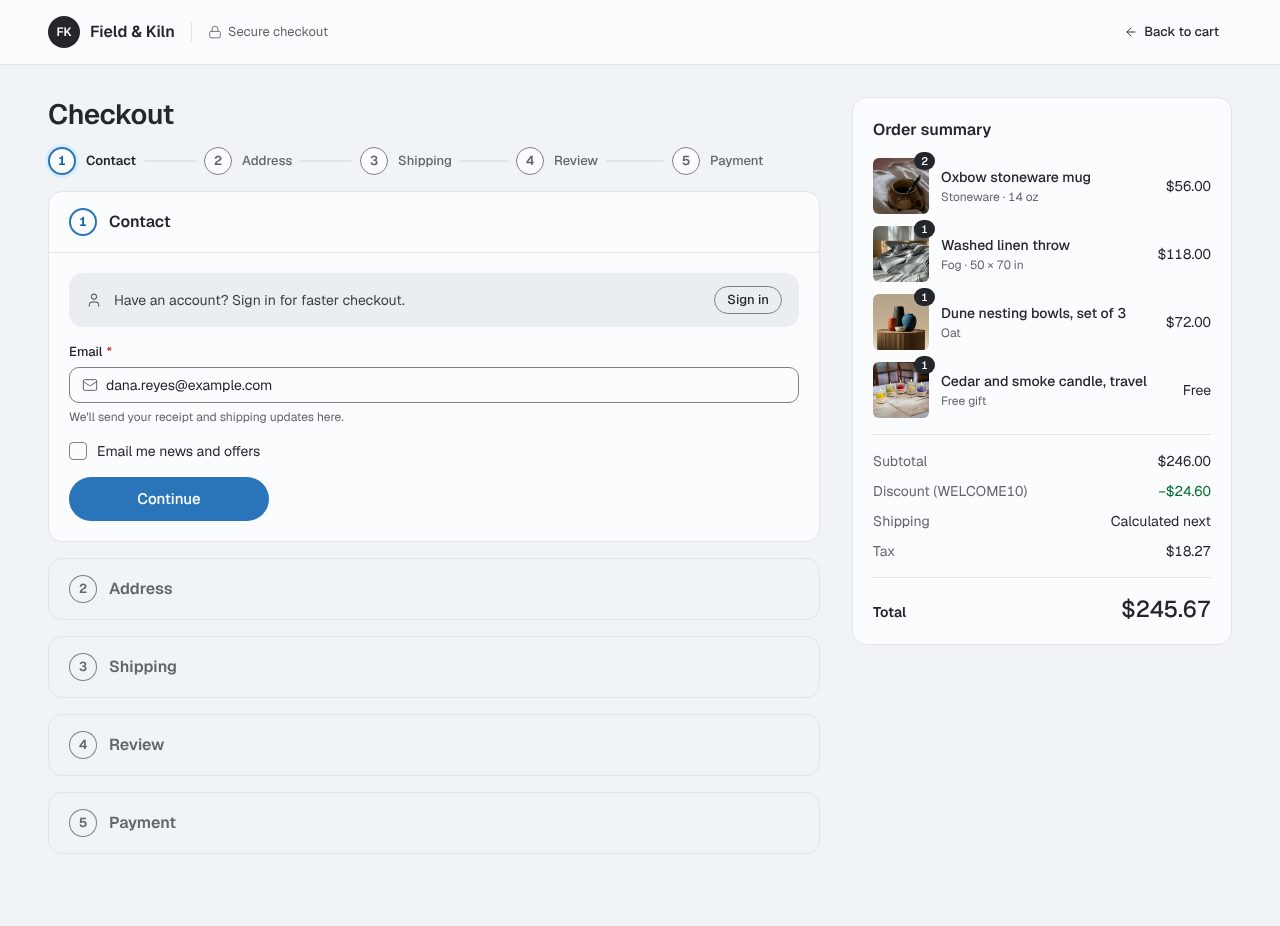 FK Field & Kiln Secure checkout Back to cart
Checkout
1 Contact 2 Address 3 Shipping 4 Review 5 Payment
1 Contact
Have an account? Sign in for faster checkout. Sign in
Email *
dana.reyes@example.com
We'll send your receipt and shipping updates here.
Email me news and offers
Continue
2 Address
3 Shipping
4 Review
5 Payment
Order summary
2
Oxbow stoneware mug $56.00
Stoneware · 14 oz
1
Washed linen throw $118.00
Fog · 50 × 70 in
1
Dune nesting bowls, set of 3 $72.00
Oat
1
Cedar and smoke candle, travel Free
Free gift
Subtotal $246.00
Discount (WELCOME10) −$24.60
Shipping Calculated next
Tax $18.27
Total $245.67